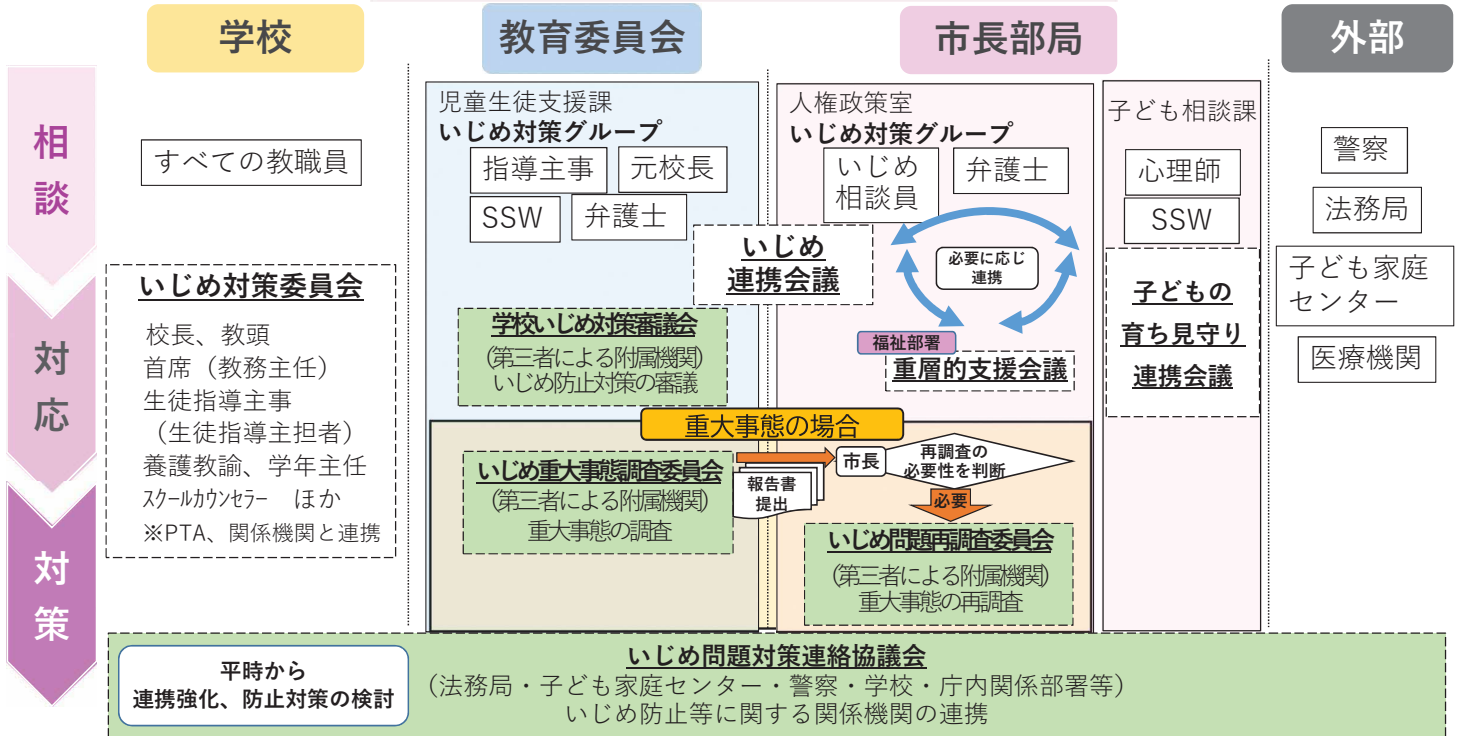 学校
教育委員会
市長部局
外部
相談
対応
対策
すべての教職員
いじめ対策委員会
校長、教頭
首席（教務主任）
生徒指導主事
（生徒指導主担者）
養護教諭、学年主任
ｽｸｰﾙｶｳﾝｾﾗｰ　ほか
※PTA、関係機関と連携
児童生徒支援課
いじめ対策グループ
指導主事
元校長
SSW
弁護士
学校いじめ対策審議会
(第三者による附属機関)
いじめ防止対策の審議
人権政策室
いじめ対策グループ
いじめ
相談員
弁護士
いじめ
連携会議
必要に応じ
連携
福祉部署
重層的支援会議
子ども相談課
心理師
SSW
子どもの
育ち見守り
連携会議
警察
法務局
子ども家庭
センター
医療機関
重大事態の場合
いじめ重大事態調査委員会
(第三者による附属機関)
重大事態の調査
報告書
提出
市長
再調査の
必要性を判断
必要
いじめ問題再調査委員会
(第三者による附属機関)
重大事態の再調査
平時から
連携強化、防止対策の検討
いじめ問題対策連絡協議会
（法務局・子ども家庭センター・警察・学校・庁内関係部署等）
いじめ防止等に関する関係機関の連携